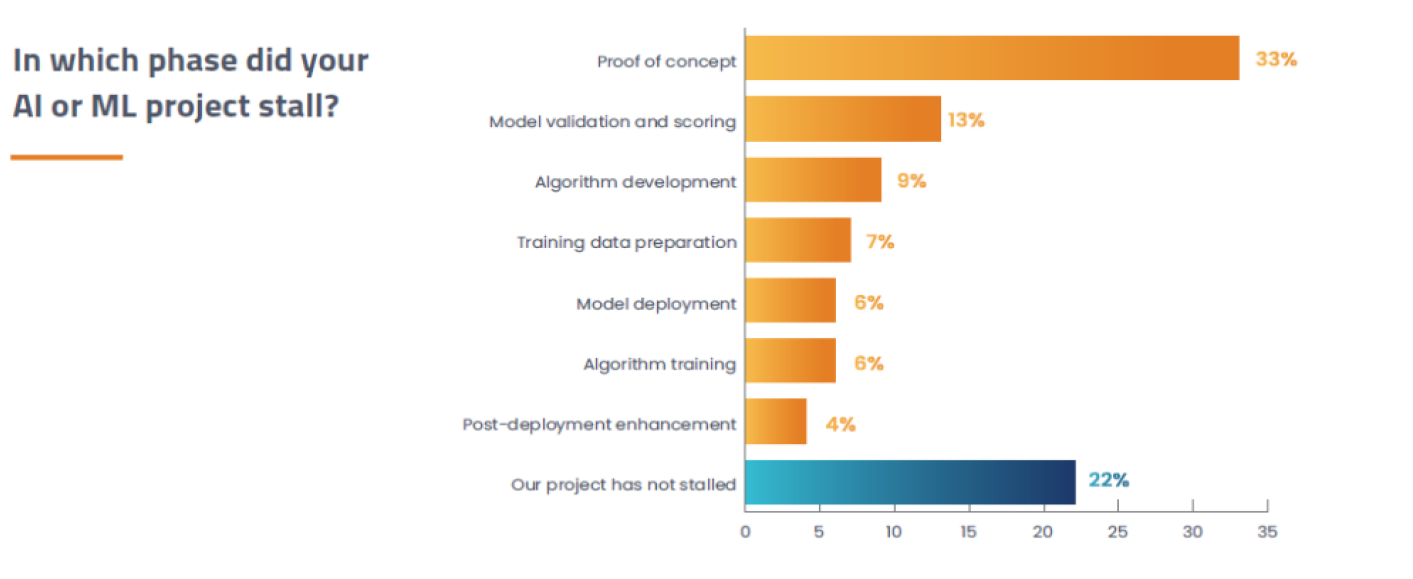 In which phase did your
AI or ML project stall?
Proof of concept 33%
Model validation and scoring 13%
Algorithm development 9%
Training data preparation 7%
Model deployment 6%
Algorithm training 6%
Post-deployment enhancement 4%
Our project has not stalled 22%
0 5 10 15 20 25 30 35